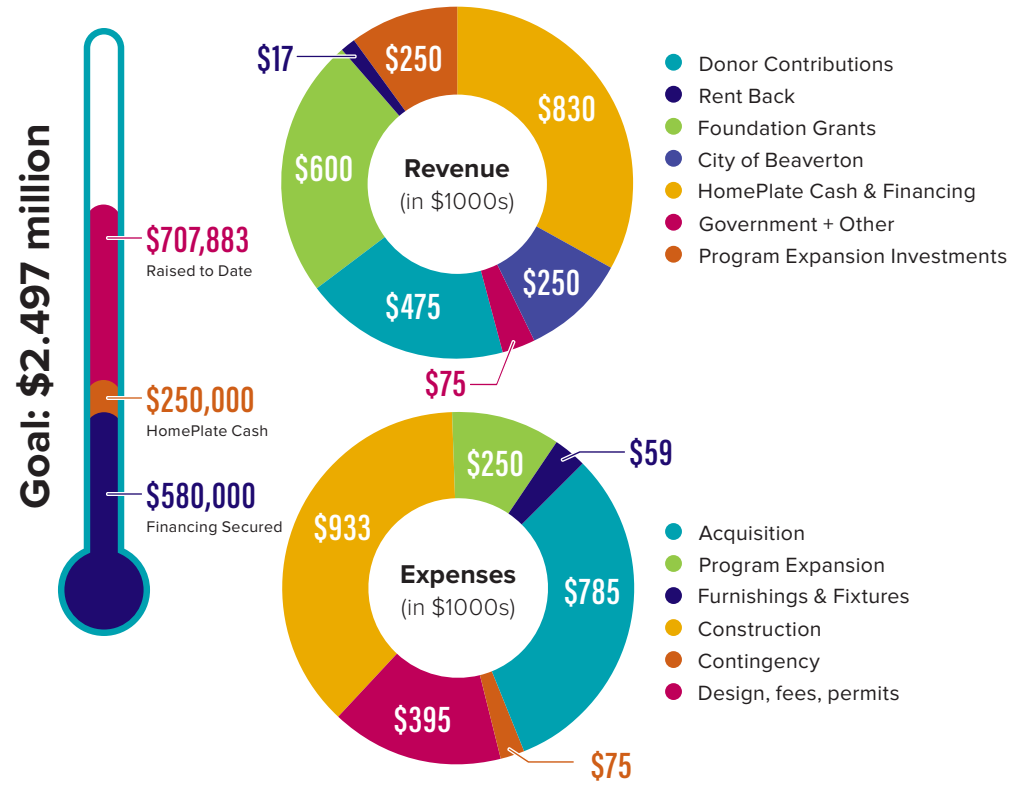 Goal: $2.497 million
$707,883
Raised to Date
$250,000
HomePlate Cash
$580,000
Financing Secured
$17
$250
$830
$600
Revenue
(in $1000s)
$250
$475
$75
Donor Contributions
Rent Back
Foundation Grants
City of Beaverton
HomePlate Cash & Financing
Government + Other
Program Expansion Investments
$250
$59
$933
Expenses
(in $1000s)
$785
$395
$75
Acquisition
Program Expansion
Furnishings & Fixtures
Construction
Contingency
Design, fees, permits